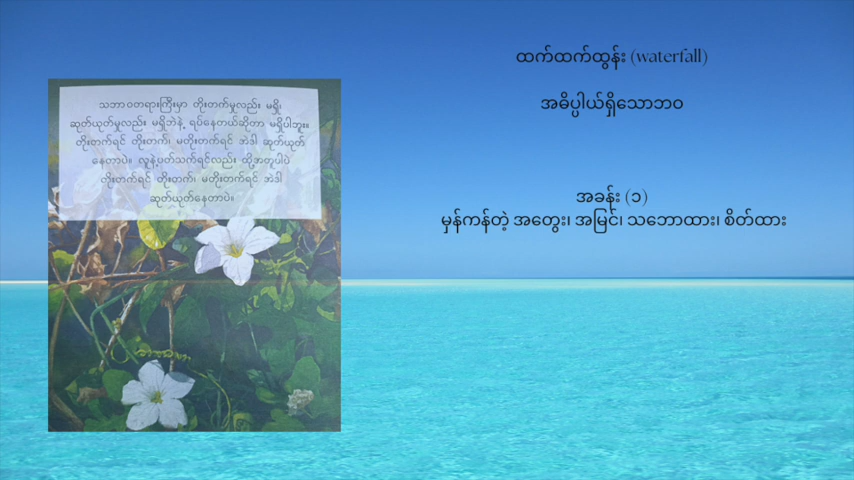 သဘာဝတရားကြီးမှာ တိုးတက်မှုလည်း မရှိ၊
ဆုတ်ယုတ်မှုလည်း မရှိဘဲနဲ့ ရပ်နေတယ်ဆိုတာ မရှိပါဘူး။
တိုးတက်ရင် တိုးတက်၊ မတိုးတက်ရင် အဲဒါ ဆုတ်ယုတ်
နေတာပဲ။ လူနဲ့ပတ်သက်ရင်လည်း ထို့အတူပါပဲ
တိုးတက်ရင် တိုးတက်၊ မတိုးတက်ရင် အဲဒါ
ဆုတ်ယုတ်နေတာပဲ။
ထက်ထက်ထွန်း (waterfall)
အဓိပ္ပါယ်ရှိသောဘဝ
အခန်း (၁)
မှန်ကန်တဲ့ အတွေး၊ အမြင်၊ သဘောထား၊ စိတ်ထား